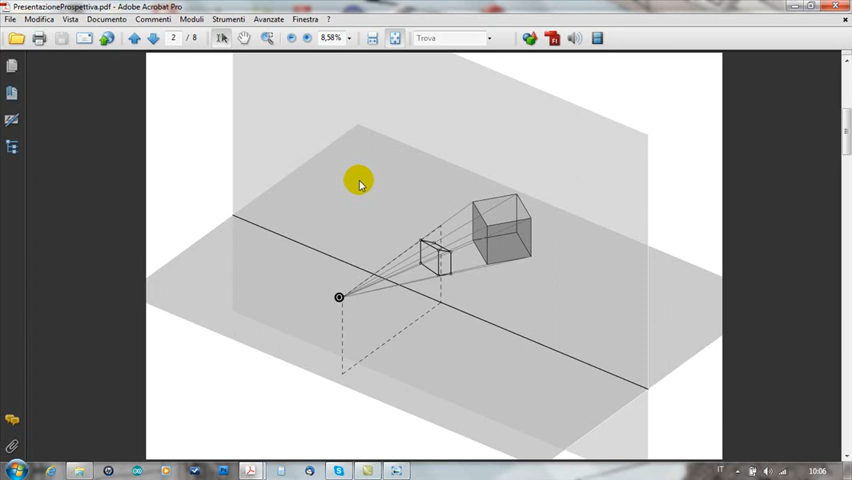 PresentazioneProspettiva.pdf - Adobe Acrobat Pro
File Modifica Vista Documento Commenti Moduli Strumenti Avanzate Finestra ?
2 / 8 8,58% Trova
IT 10:06